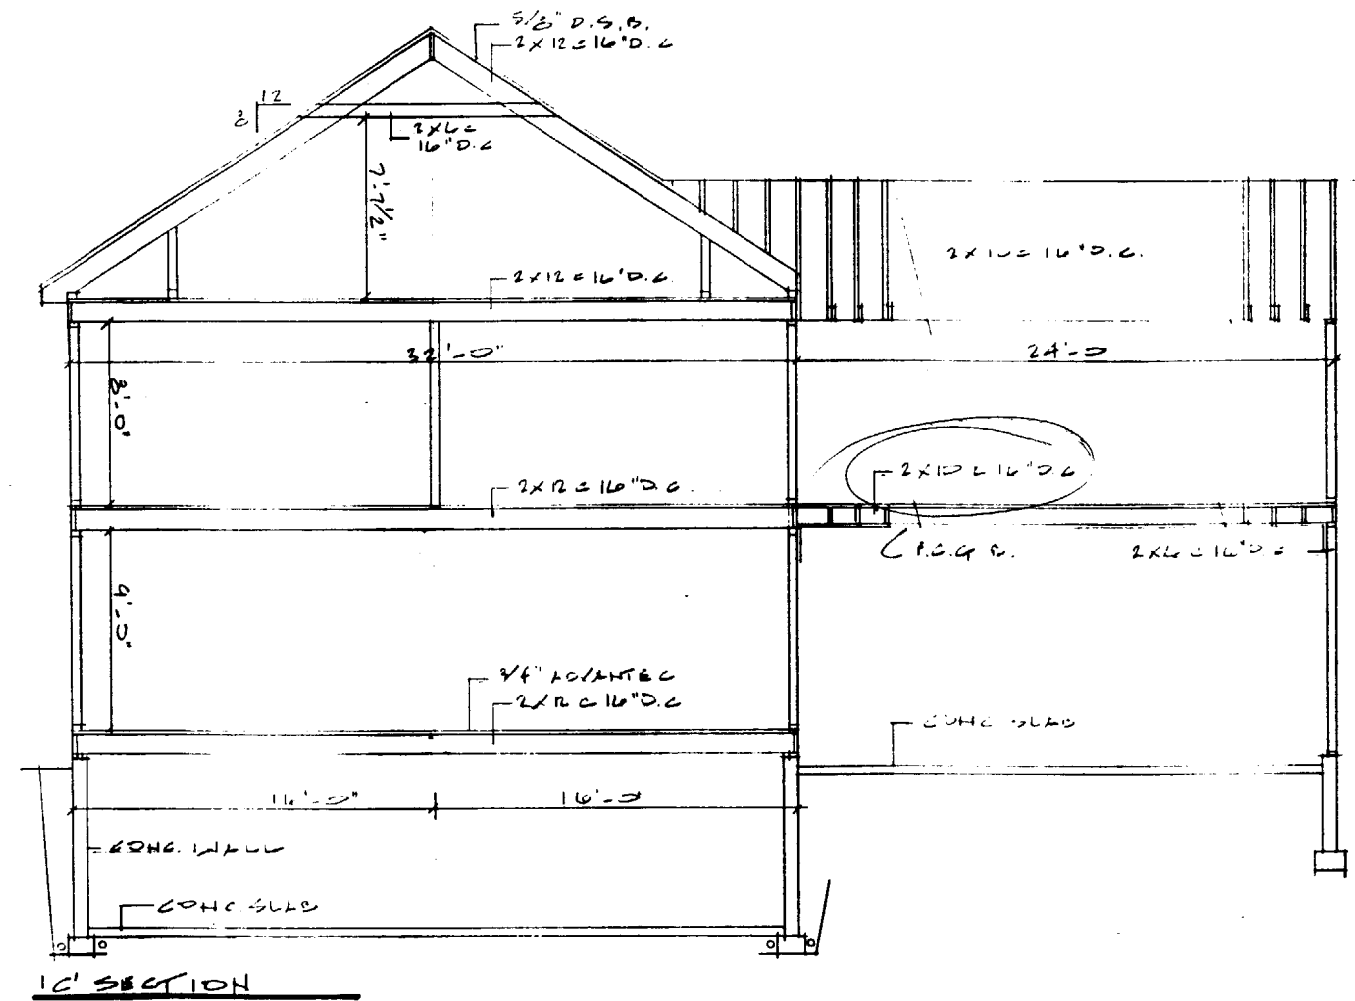 5/8" O.S.B.
2x12 c 16" O.C
12
8
2x6 c
16" O.C
7'-7 1/2"
2x12 c 16" O.C.
2x10 c 16" O.C.
32'-0"
24'-0
8'-0"
2x10 c 16" O.C
2x12 c 16" O.C
F.C.G.B.
2x6 c 16" O.C
9'-0"
3/4" ADVANTEC
2x12 c 16" O.C
CONC SLAB
16'-0"
16'-0
CONC. WALL
CONC SLAB
'C' SECTION